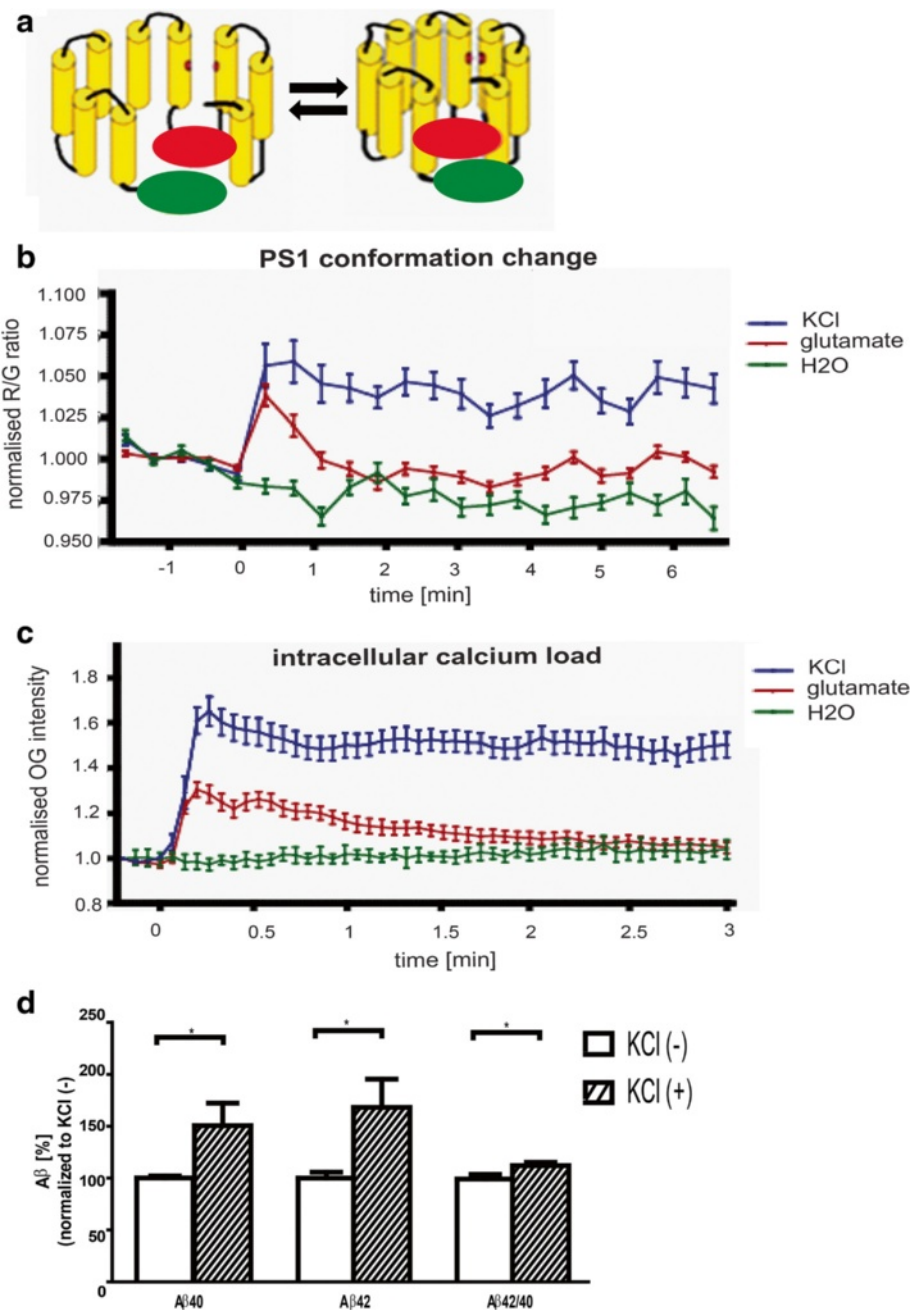 a
b
PS1 conformation change
normalised R/G ratio
1.100
1.075
1.050
1.025
1.000
0.975
0.950
-1 0 1 2 3 4 5 6
time [min]
KCl
glutamate
H2O
c
intracellular calcium load
normalised OG intensity
1.8
1.6
1.4
1.2
1.0
0.8
0 0.5 1 1.5 2 2.5 3
time [min]
KCl
glutamate
H2O
d
Aβ [%]
(normalized to KCl (-)
250
200
150
100
50
0
* * *
Aβ40 Aβ42 Aβ42/40
KCl (-)
KCl (+)